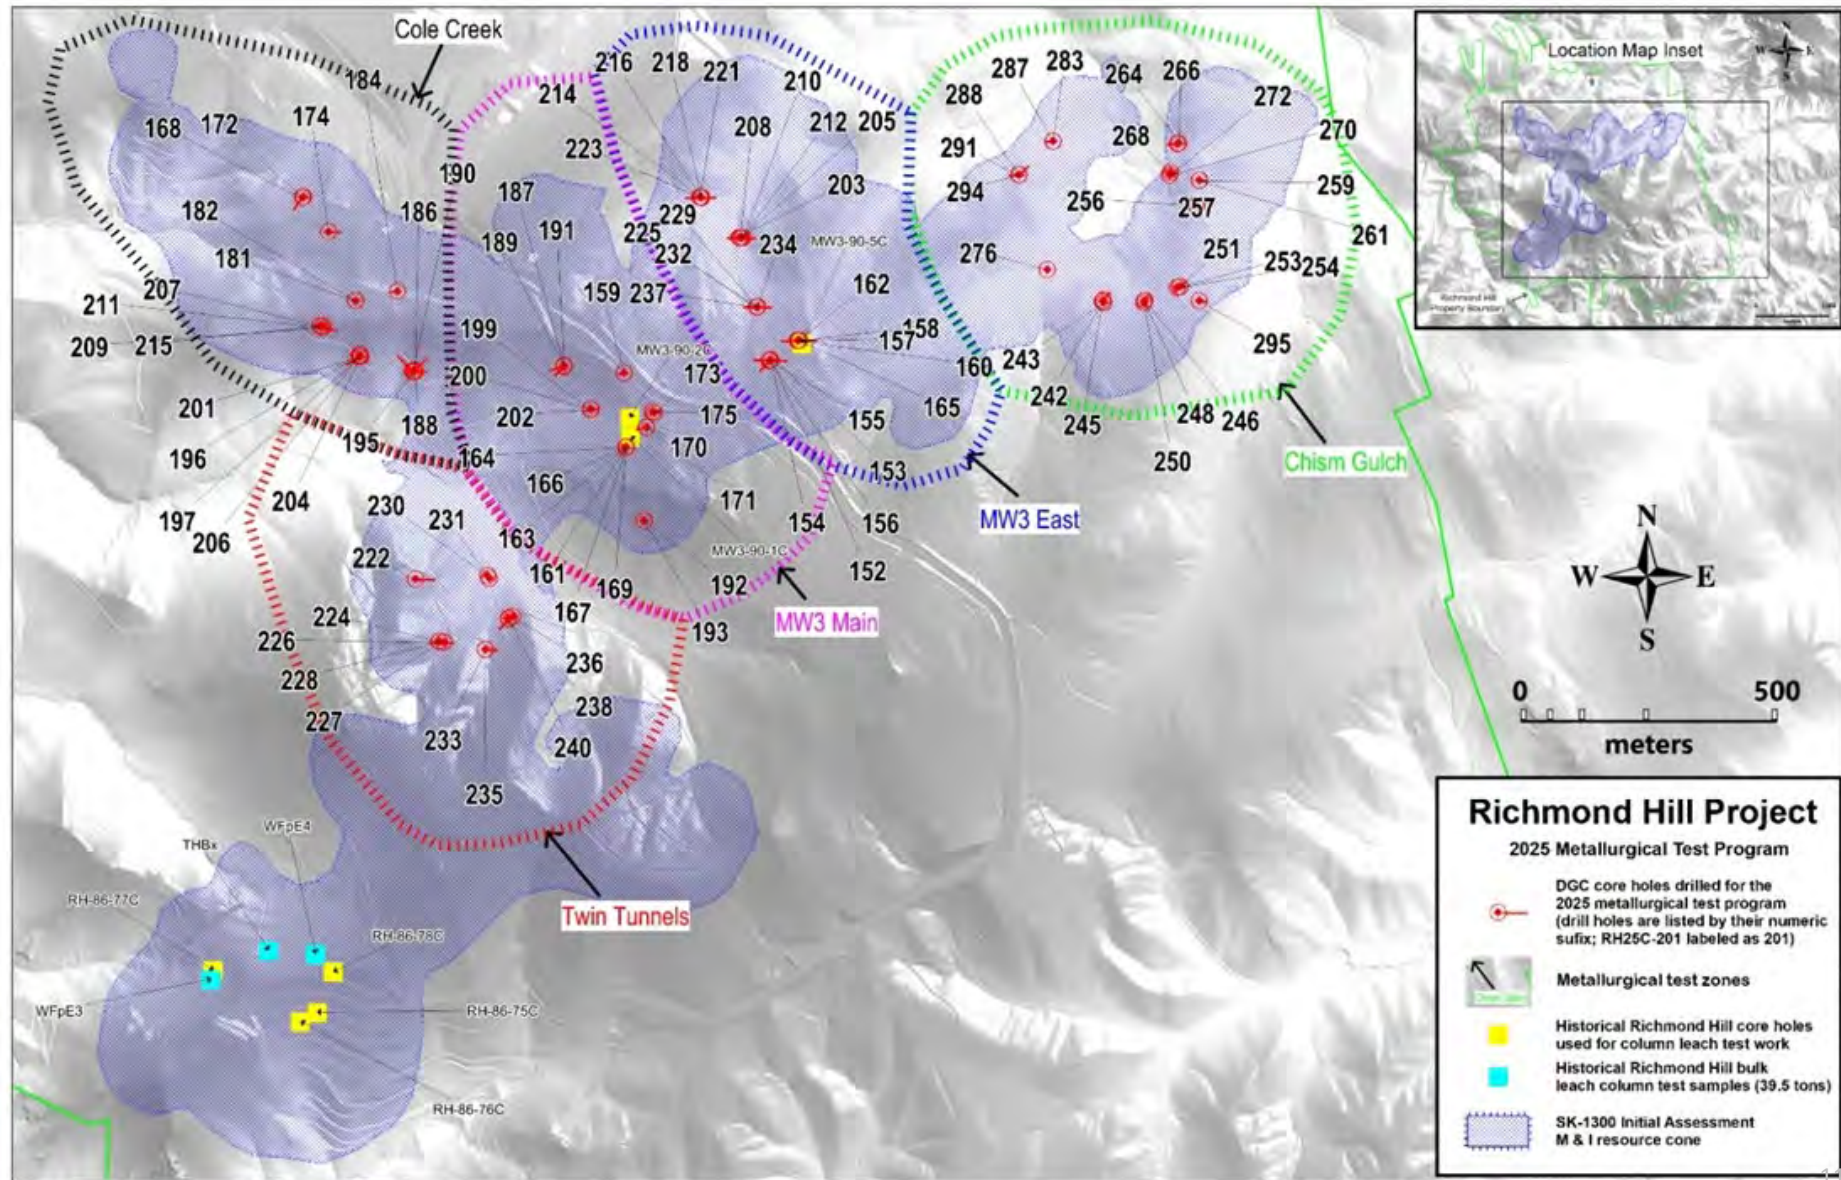 Cole Creek
184
174
172
168
182
181
207
211
209
215
201
196
197
206
204
195
188
186
190
214
216
218
221
210
208
212
205
223
203
187
191
189
225
229
232
234
MW3-90-5C
159
237
162
158
157
160
199
200
202
MW3-90-2C
173
175
170
155
165
153
164
166
163
161
169
171
154
156
152
MW3-90-1C
192
167
193
MW3 East
MW3 Main
287
283
264
266
288
272
291
268
270
294
256
257
259
276
251
261
253
254
243
242
245
248
246
250
295
Chism Gulch
230
231
222
224
226
228
227
233
235
236
238
240
Twin Tunnels
WFpE4
THBx
RH-86-77C
RH-86-78C
WFpE3
RH-86-75C
RH-86-76C
Location Map Inset
N
W
E
S
Richmond Hill
Property Boundary
N
W
E
S
0
500
meters
Richmond Hill Project
2025 Metallurgical Test Program
DGC core holes drilled for the
2025 metallurgical test program
(drill holes are listed by their numeric
sufix; RH25C-201 labeled as 201)
Metallurgical test zones
Historical Richmond Hill core holes
used for column leach test work
Historical Richmond Hill bulk
leach column test samples (39.5 tons)
SK-1300 Initial Assessment
M & I resource cone